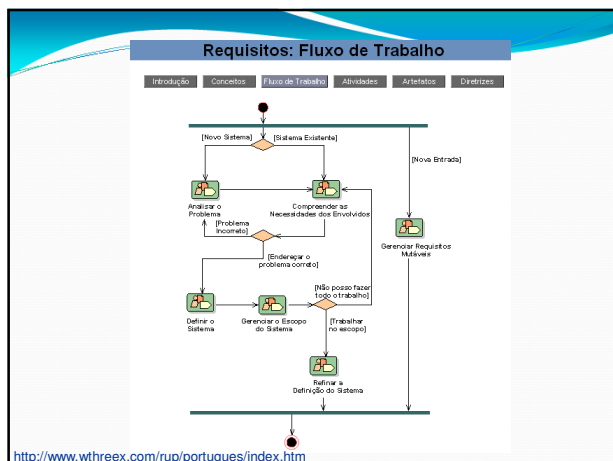 Requisitos: Fluxo de Trabalho
Introdução
Conceitos
Fluxo de Trabalho
Atividades
Artefatos
Diretrizes
[Novo Sistema]
[Sistema Existente]
[Nova Entrada]
Analisar o
Problema
Compreender as
Necessidades dos Envolvidos
[Problema
Incorreto]
Gerenciar Requisitos
Mutáveis
[Endereçar o
problema correto]
[Não posso fazer
todo o trabalho]
Definir o
Sistema
Gerenciar o Escopo
do Sistema
[Trabalhar
no escopo]
Refinar a
Definição do Sistema
http://www.wthreex.com/rup/portugues/index.htm